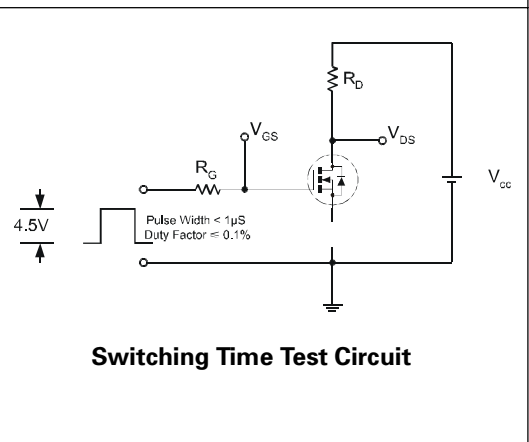 R_D
V_GS
V_DS
R_G
V_cc
4.5V
Pulse Width < 1µS
Duty Factor ≤ 0.1%
Switching Time Test Circuit